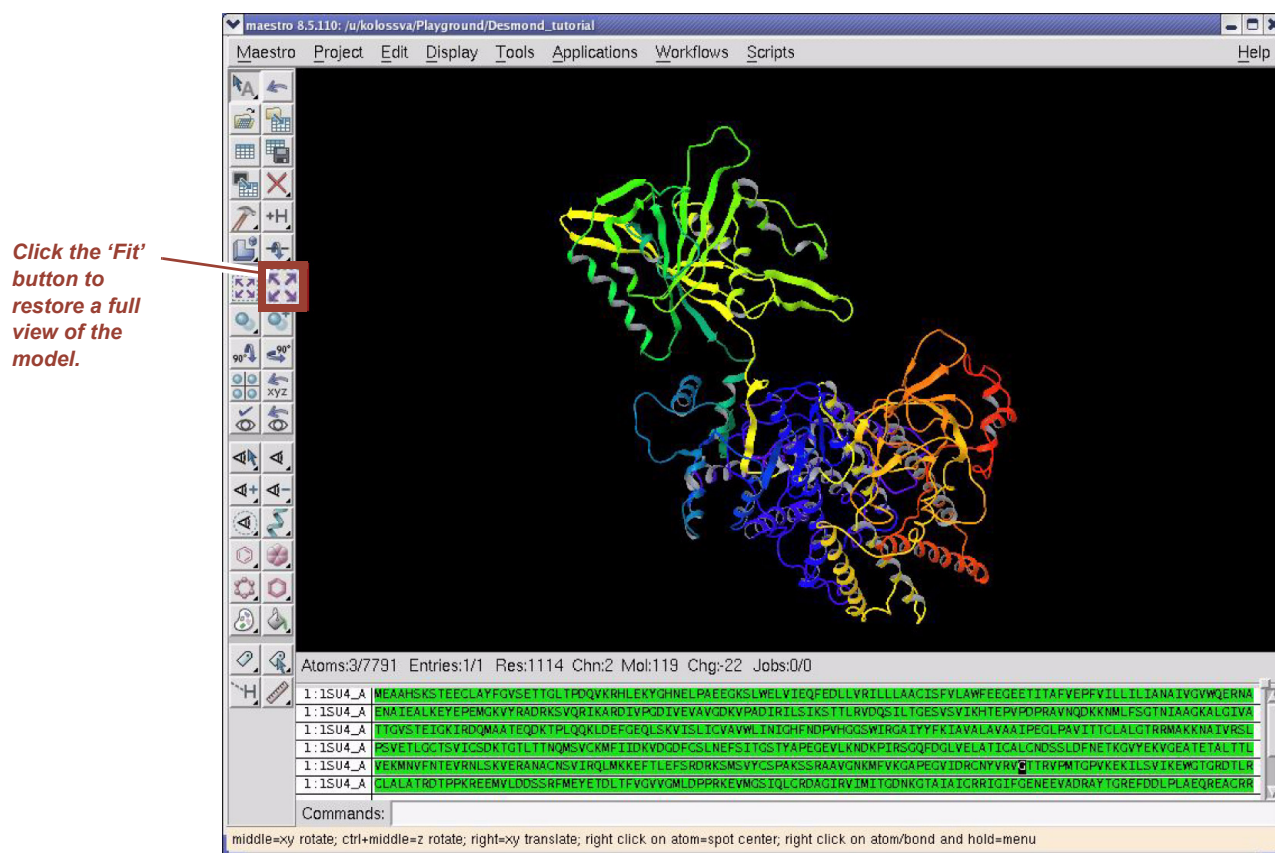 maestro 8.5.110: /u/kolossva/Playground/Desmond_tutorial
Maestro Project Edit Display Tools Applications Workflows Scripts Help
A
+H
Click the ‘Fit’
button to
restore a full
view of the
model.
90° 90°
xyz
Atoms:3/7791 Entries:1/1 Res:1114 Chn:2 Mol:119 Chg:-22 Jobs:0/0
H
1:1SU4_A MEAAHSKSTEECLAYFGVSETTGLTPDQVKRHLEKYGHNELPAEEGKSLWELVIEQFEDLLVRILLLAACISFVLAWFEEGEETITAFVEPFVILLILIANAIVGVWQERNA
1:1SU4_A ENAIEALKEYEPEMGKVYRADRKSVQRIKARDIVPGDIVEVAVGDKVPADIRILSIKSTTLRVDQSILTGESVSVIKHTEPVPDPRAVNQDKKNMLFSGTNIAAGKALGIVA
1:1SU4_A TTGVSTEIGKIRDQMAATEQDKTPLQQKLDEFGEQLSKVISLICVAVWLINIGHFNDPVHGGSWIRGAIYYFKIAVALAVAAIPEGLPAVITTCLALGTRRMAKKNAIVRSL
1:1SU4_A PSVETLGCTSVICSDKTGTLTTNQMSVCKMFIIDKVDGDFCSLNEFSITGSTYAPEGEVLKNDKPIRSGQFDGLVELATICALCNDSSLDFNETKGVYEKVGEATETALTTL
1:1SU4_A VEKMNVFNTEVRNLSKVERANACNSVIRQLMKKEFTLEFSRDRKSMSVYCSPAKSSRAAVGNKMFVKGAPEGVIDRCNYVRVGTTRVPMTGPVKEKILSVIKEWGTGRDTLR
1:1SU4_A CLALATRDTPPKREEMVLDDSSRFMEYETDLTFVGVVGMLDPPRKEVMGSIQLCRDAGIRVIMITGDNKGTAIAICRRIGIFGENEEVADRAYTGREFDDLPLAEQREACRR
Commands:
middle=xy rotate; ctrl+middle=z rotate; right=xy translate; right click on atom=spot center; right click on atom/bond and hold=menu